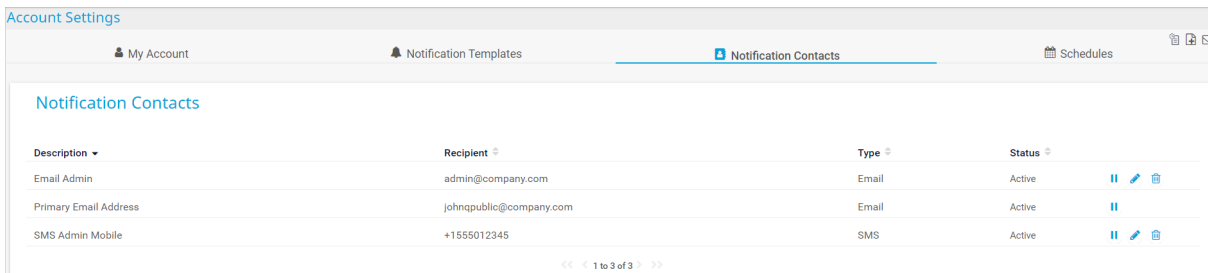 Account Settings
My Account Notification Templates Notification Contacts Schedules
Notification Contacts
Description Recipient Type Status
Email Admin admin@company.com Email Active
Primary Email Address johnqpublic@company.com Email Active
SMS Admin Mobile +1555012345 SMS Active
<< < 1 to 3 of 3 > >>